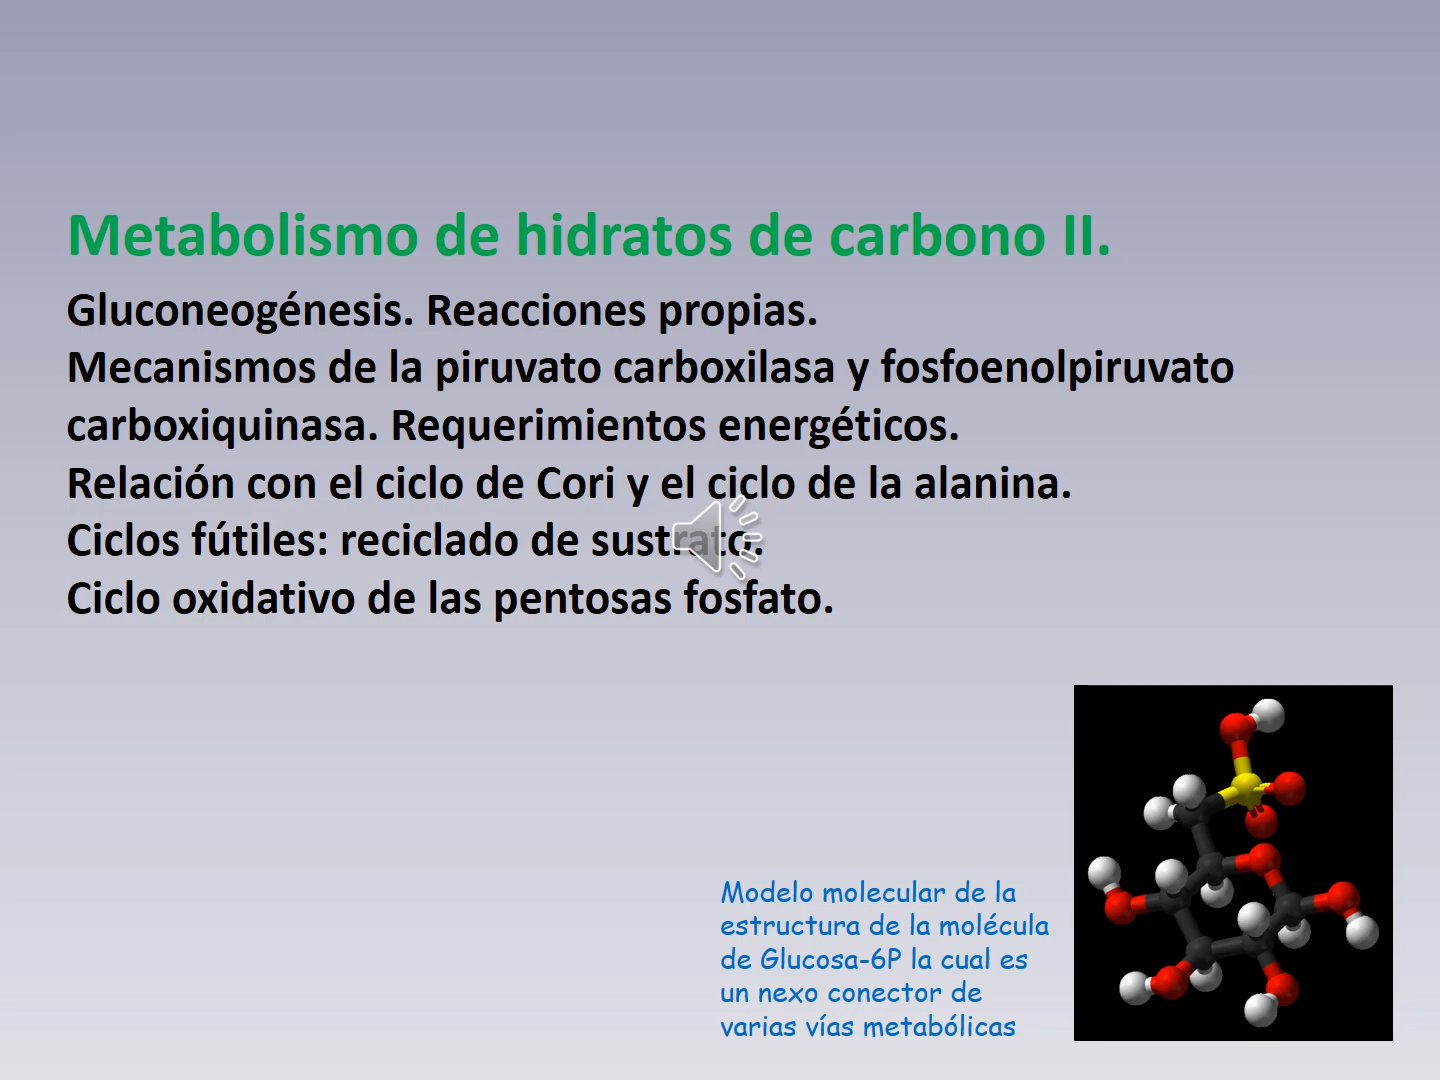 Metabolismo de hidratos de carbono II.
Gluconeogénesis. Reacciones propias.
Mecanismos de la piruvato carboxilasa y fosfoenolpiruvato
carboxiquinasa. Requerimientos energéticos.
Relación con el ciclo de Cori y el ciclo de la alanina.
Ciclos fútiles: reciclado de sustrato.
Ciclo oxidativo de las pentosas fosfato.
Modelo molecular de la
estructura de la molécula
de Glucosa-6P la cual es
un nexo conector de
varias vías metabólicas